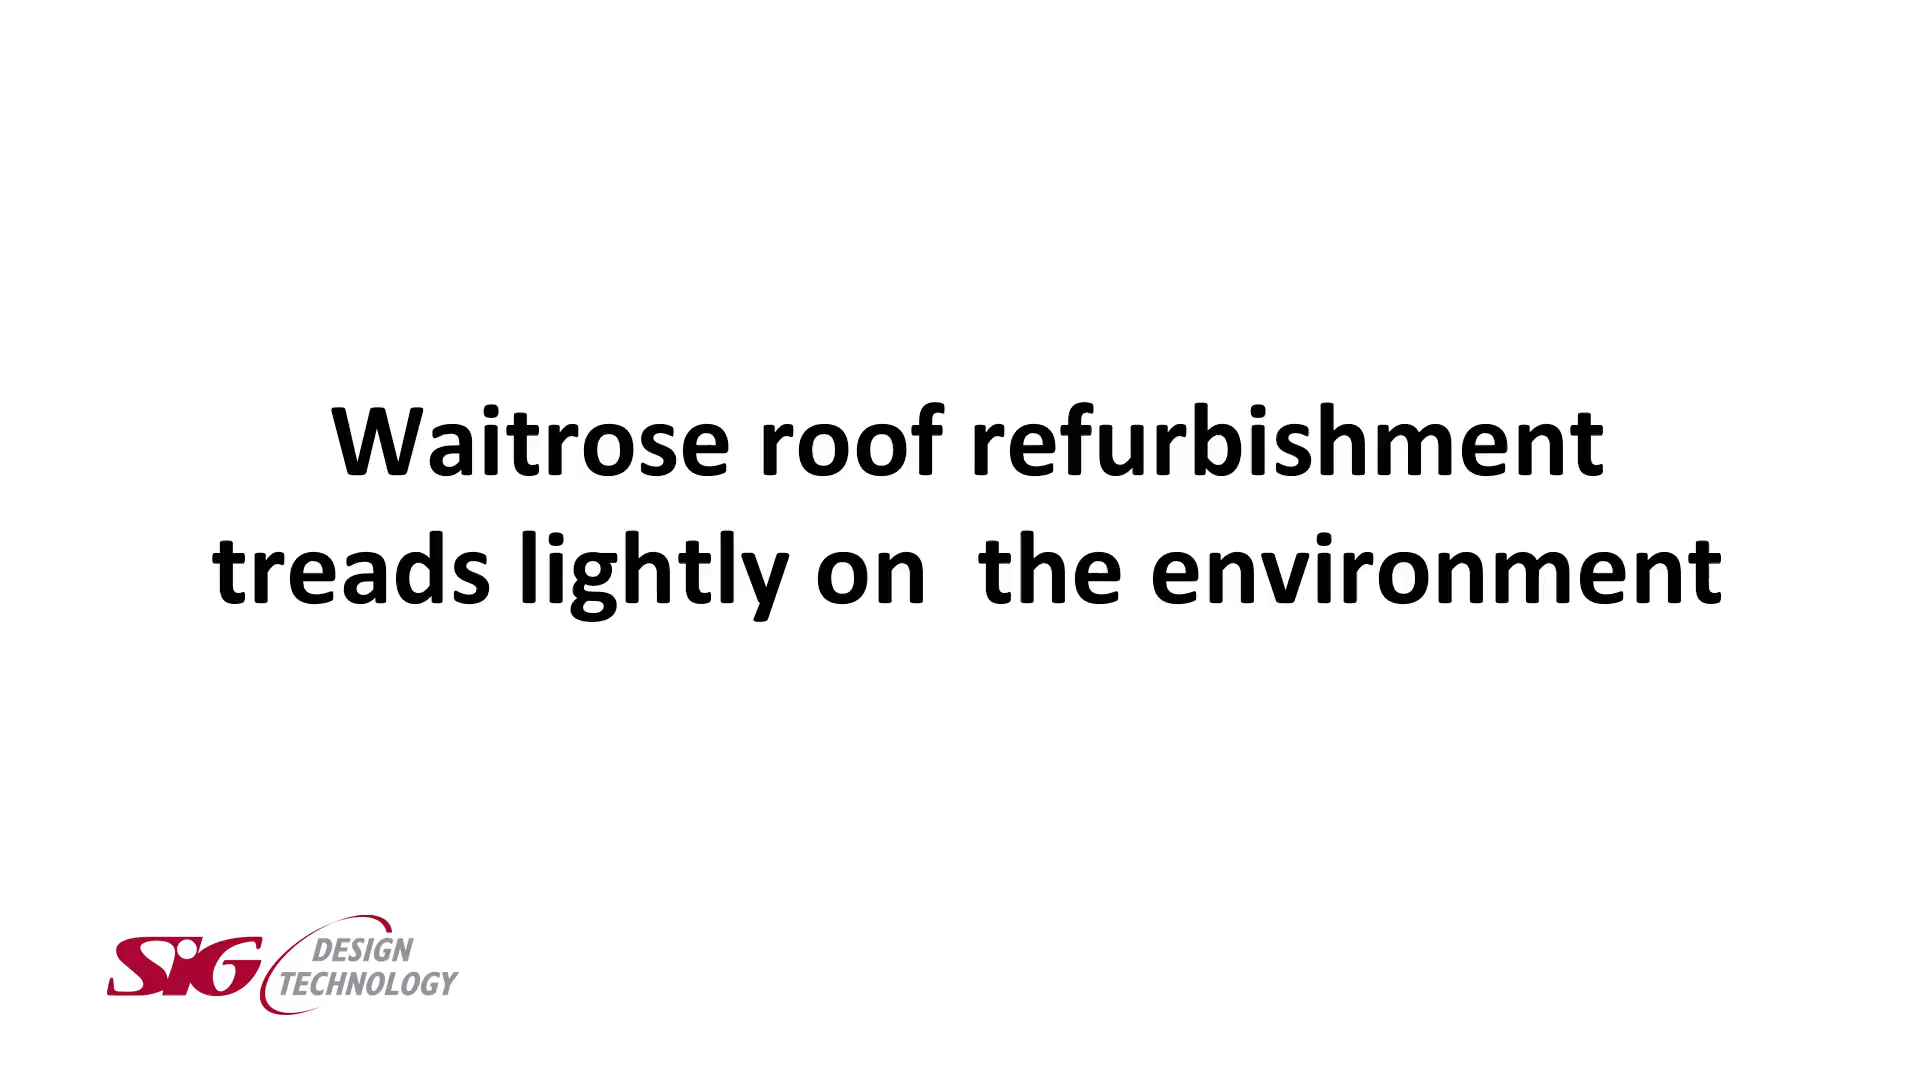 Waitrose roof refurbishment
treads lightly on  the environment
SIG DESIGN
TECHNOLOGY